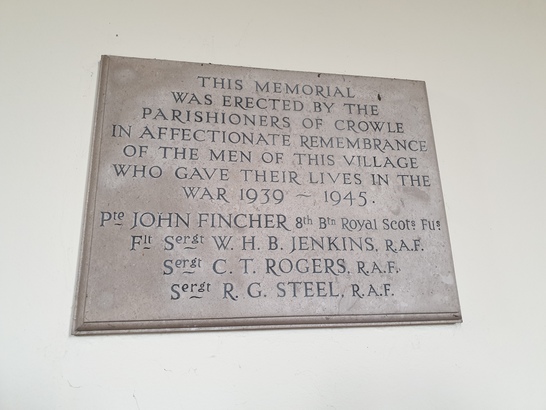 THIS MEMORIAL
WAS ERECTED BY THE
PARISHIONERS OF CROWLE
IN AFFECTIONATE REMEMBRANCE
OF THE MEN OF THIS VILLAGE
WHO GAVE THEIR LIVES IN THE
WAR 1939 ~ 1945.
Pte JOHN FINCHER 8th Btn Royal Scots Fus
Flt Sergt W. H. B. JENKINS, R.A.F.
Sergt C. T. ROGERS, R.A.F.
Sergt R. G. STEEL, R.A.F.